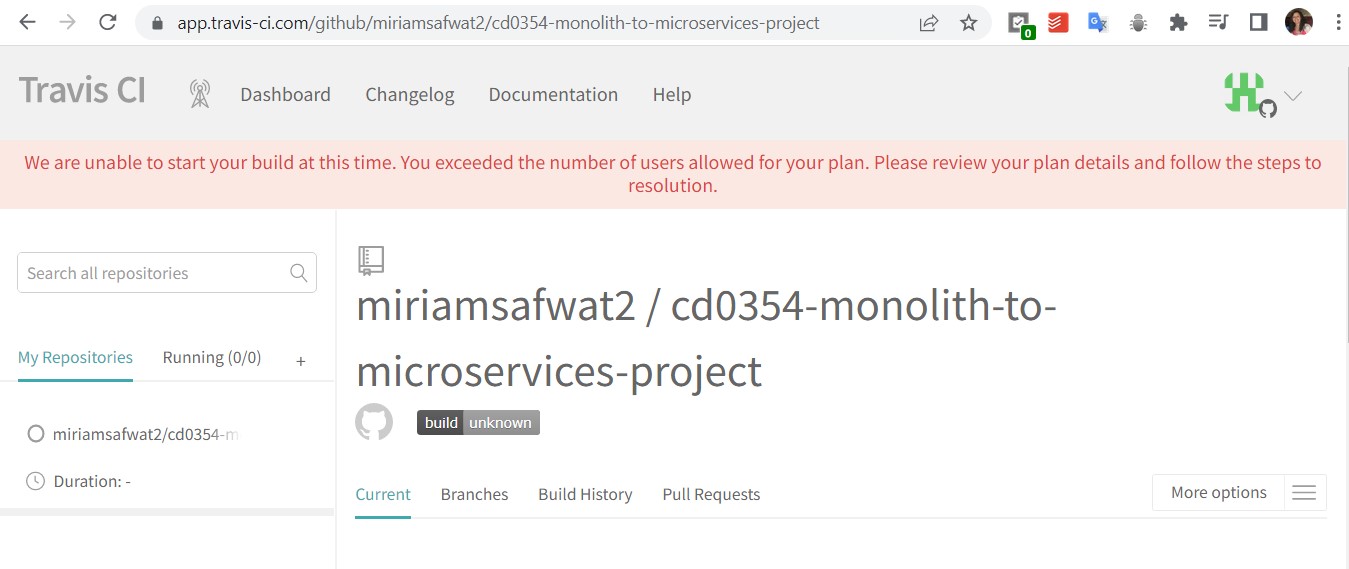 app.travis-ci.com/github/miriamsafwat2/cd0354-monolith-to-microservices-project
0
Travis CI
Dashboard
Changelog
Documentation
Help
We are unable to start your build at this time. You exceeded the number of users allowed for your plan. Please review your plan details and follow the steps to
resolution.
Search all repositories
My Repositories
Running (0/0)
+
miriamsafwat2/cd0354-m
Duration: -
miriamsafwat2 / cd0354-monolith-to-
microservices-project
build unknown
Current
Branches
Build History
Pull Requests
More options